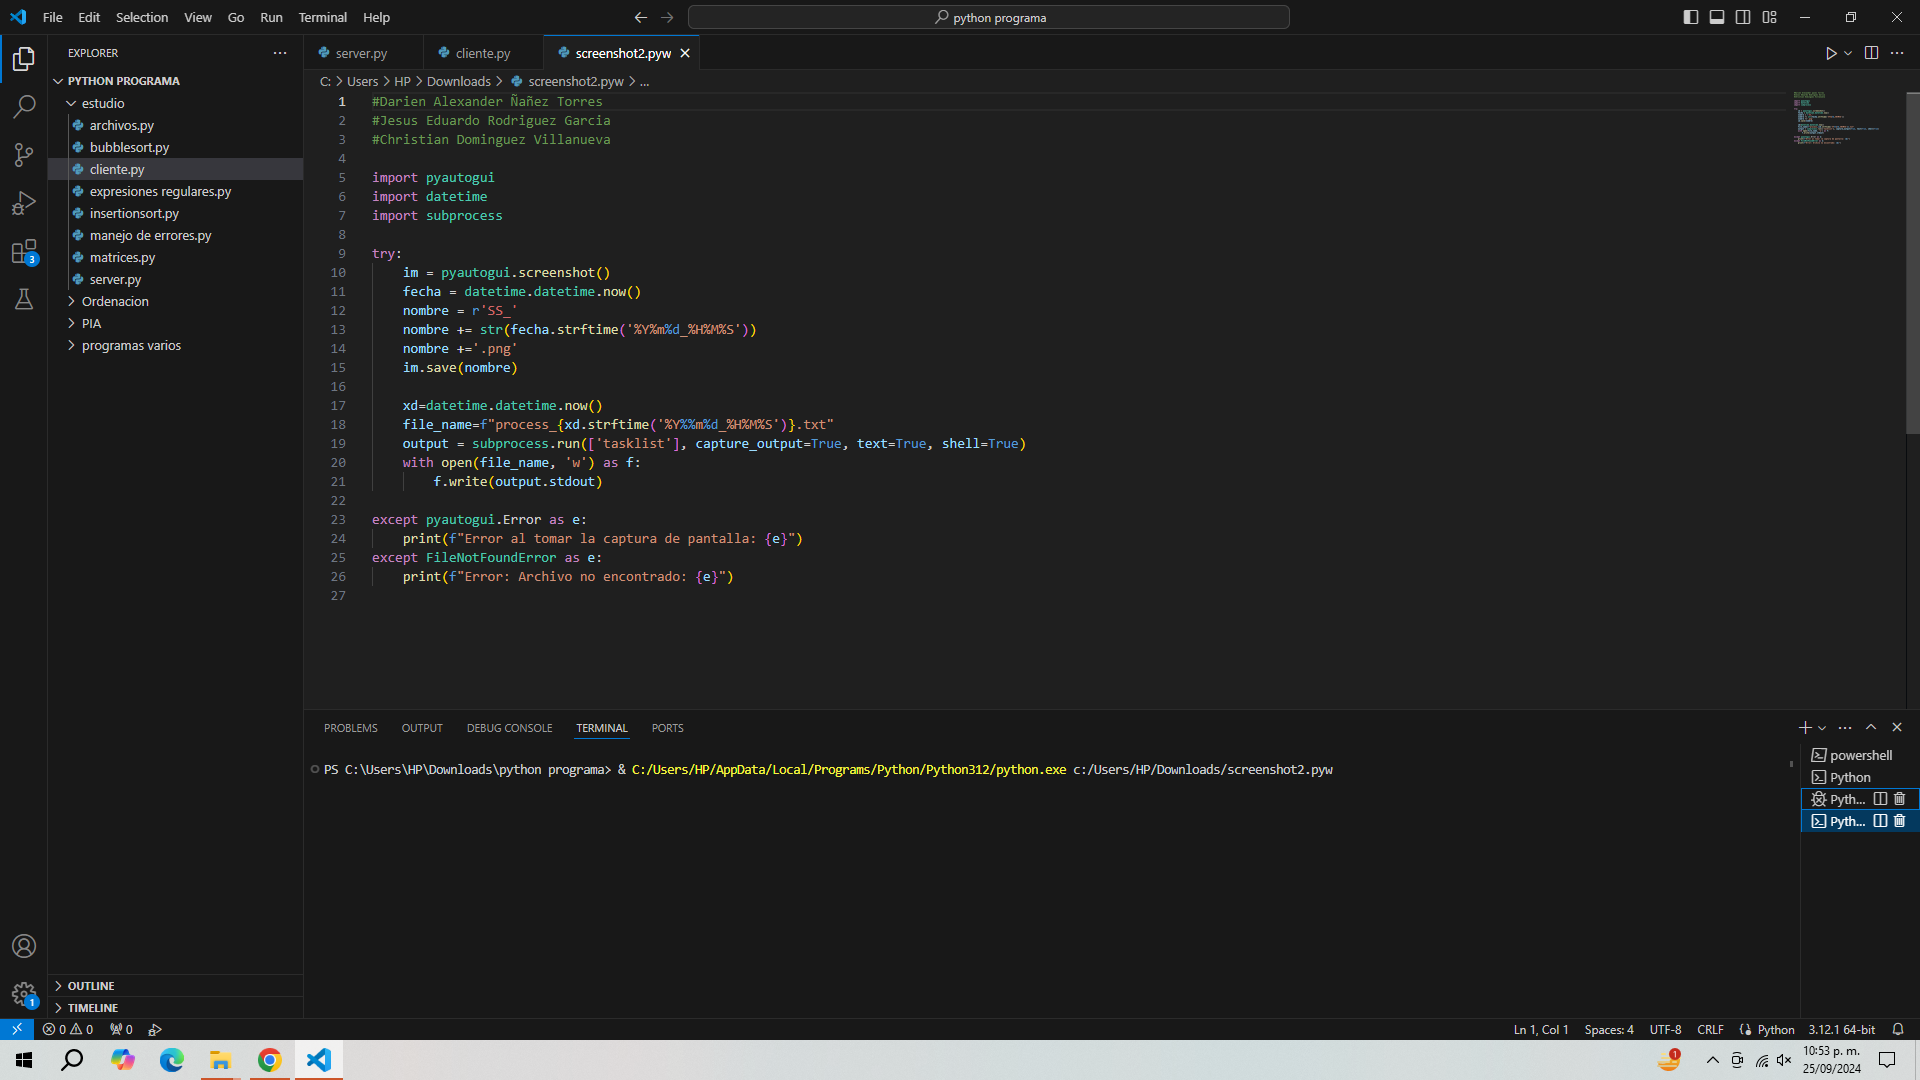 File Edit Selection View Go Run Terminal Help
python programa
EXPLORER
PYTHON PROGRAMA
estudio
archivos.py
bubblesort.py
cliente.py
expresiones regulares.py
insertionsort.py
manejo de errores.py
matrices.py
server.py
Ordenacion
PIA
programas varios
OUTLINE
TIMELINE
3
1
server.py cliente.py screenshot2.pyw
C: > Users > HP > Downloads > screenshot2.pyw > ...
1 #Darien Alexander Ñañez Torres
2 #Jesus Eduardo Rodriguez Garcia
3 #Christian Dominguez Villanueva
4
5 import pyautogui
6 import datetime
7 import subprocess
8
9 try:
10 im = pyautogui.screenshot()
11 fecha = datetime.datetime.now()
12 nombre = r'SS_'
13 nombre += str(fecha.strftime('%Y%m%d_%H%M%S'))
14 nombre +='.png'
15 im.save(nombre)
16
17 xd=datetime.datetime.now()
18 file_name=f"process_{xd.strftime('%Y%%m%d_%H%M%S')}.txt"
19 output = subprocess.run(['tasklist'], capture_output=True, text=True, shell=True)
20 with open(file_name, 'w') as f:
21 f.write(output.stdout)
22
23 except pyautogui.Error as e:
24 print(f"Error al tomar la captura de pantalla: {e}")
25 except FileNotFoundError as e:
26 print(f"Error: Archivo no encontrado: {e}")
27
PROBLEMS OUTPUT DEBUG CONSOLE TERMINAL PORTS
PS C:\Users\HP\Downloads\python programa> & C:/Users/HP/AppData/Local/Programs/Python/Python312/python.exe c:/Users/HP/Downloads/screenshot2.pyw
powershell
Python
Pyth...
Pyth...
0 0 0
Ln 1, Col 1 Spaces: 4 UTF-8 CRLF Python 3.12.1 64-bit
1
10:53 p. m.
25/09/2024